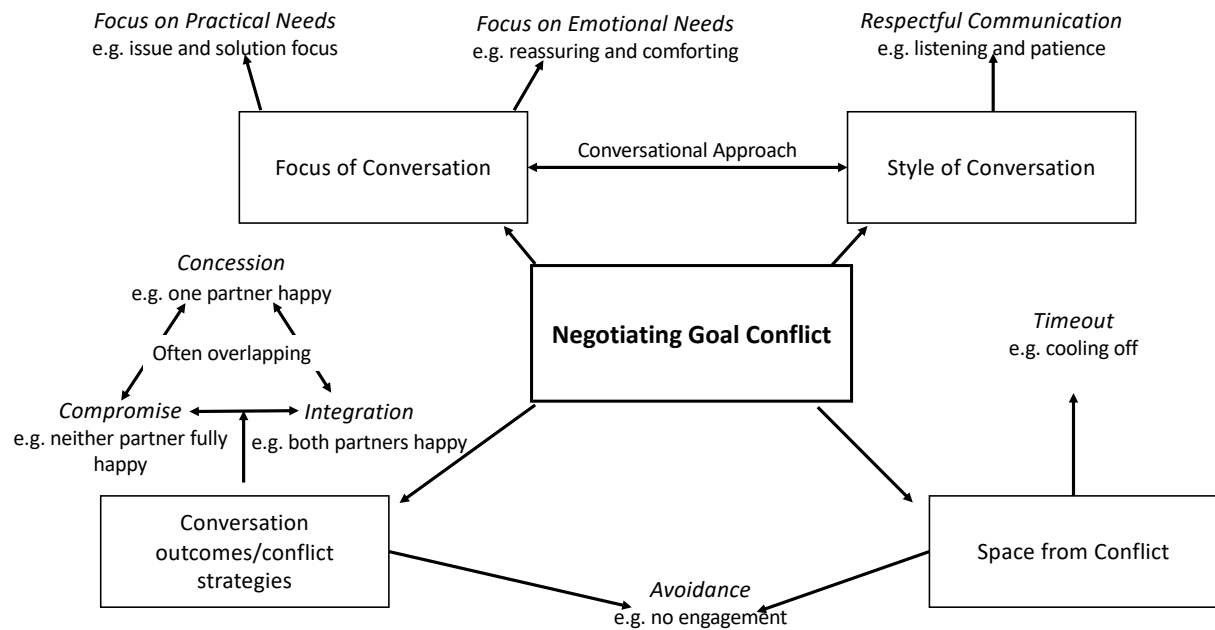 Focus on Practical Needs
e.g. issue and solution focus
Focus on Emotional Needs
e.g. reassuring and comforting
Respectful Communication
e.g. listening and patience
Focus of Conversation
Conversational Approach
Style of Conversation
Concession
e.g. one partner happy
Often overlapping
Compromise
e.g. neither partner fully
happy
Integration
e.g. both partners happy
Negotiating Goal Conflict
Timeout
e.g. cooling off
Conversation
outcomes/conflict
strategies
Space from Conflict
Avoidance
e.g. no engagement